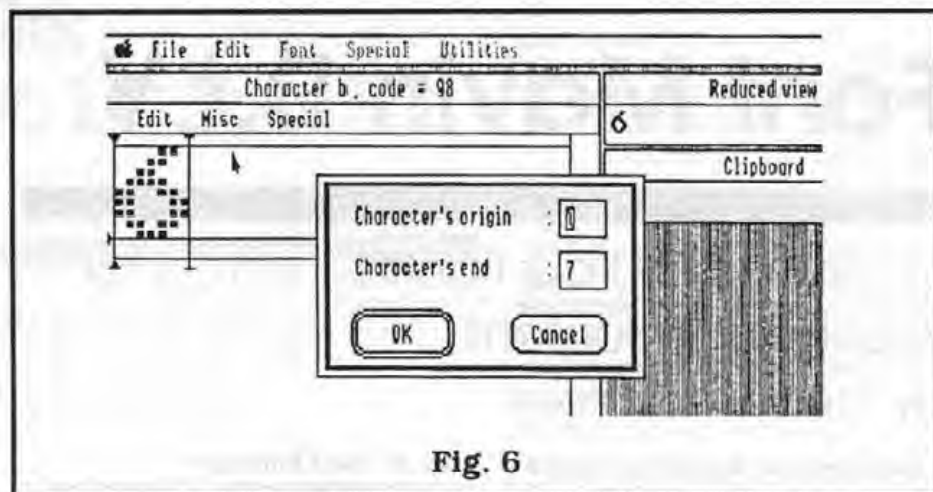 File Edit Font Special Utilities
Character b, code = 98
Reduced view
Edit Misc Special
Clipboard
Character's origin : 0
Character's end : 7
OK Cancel
Fig. 6